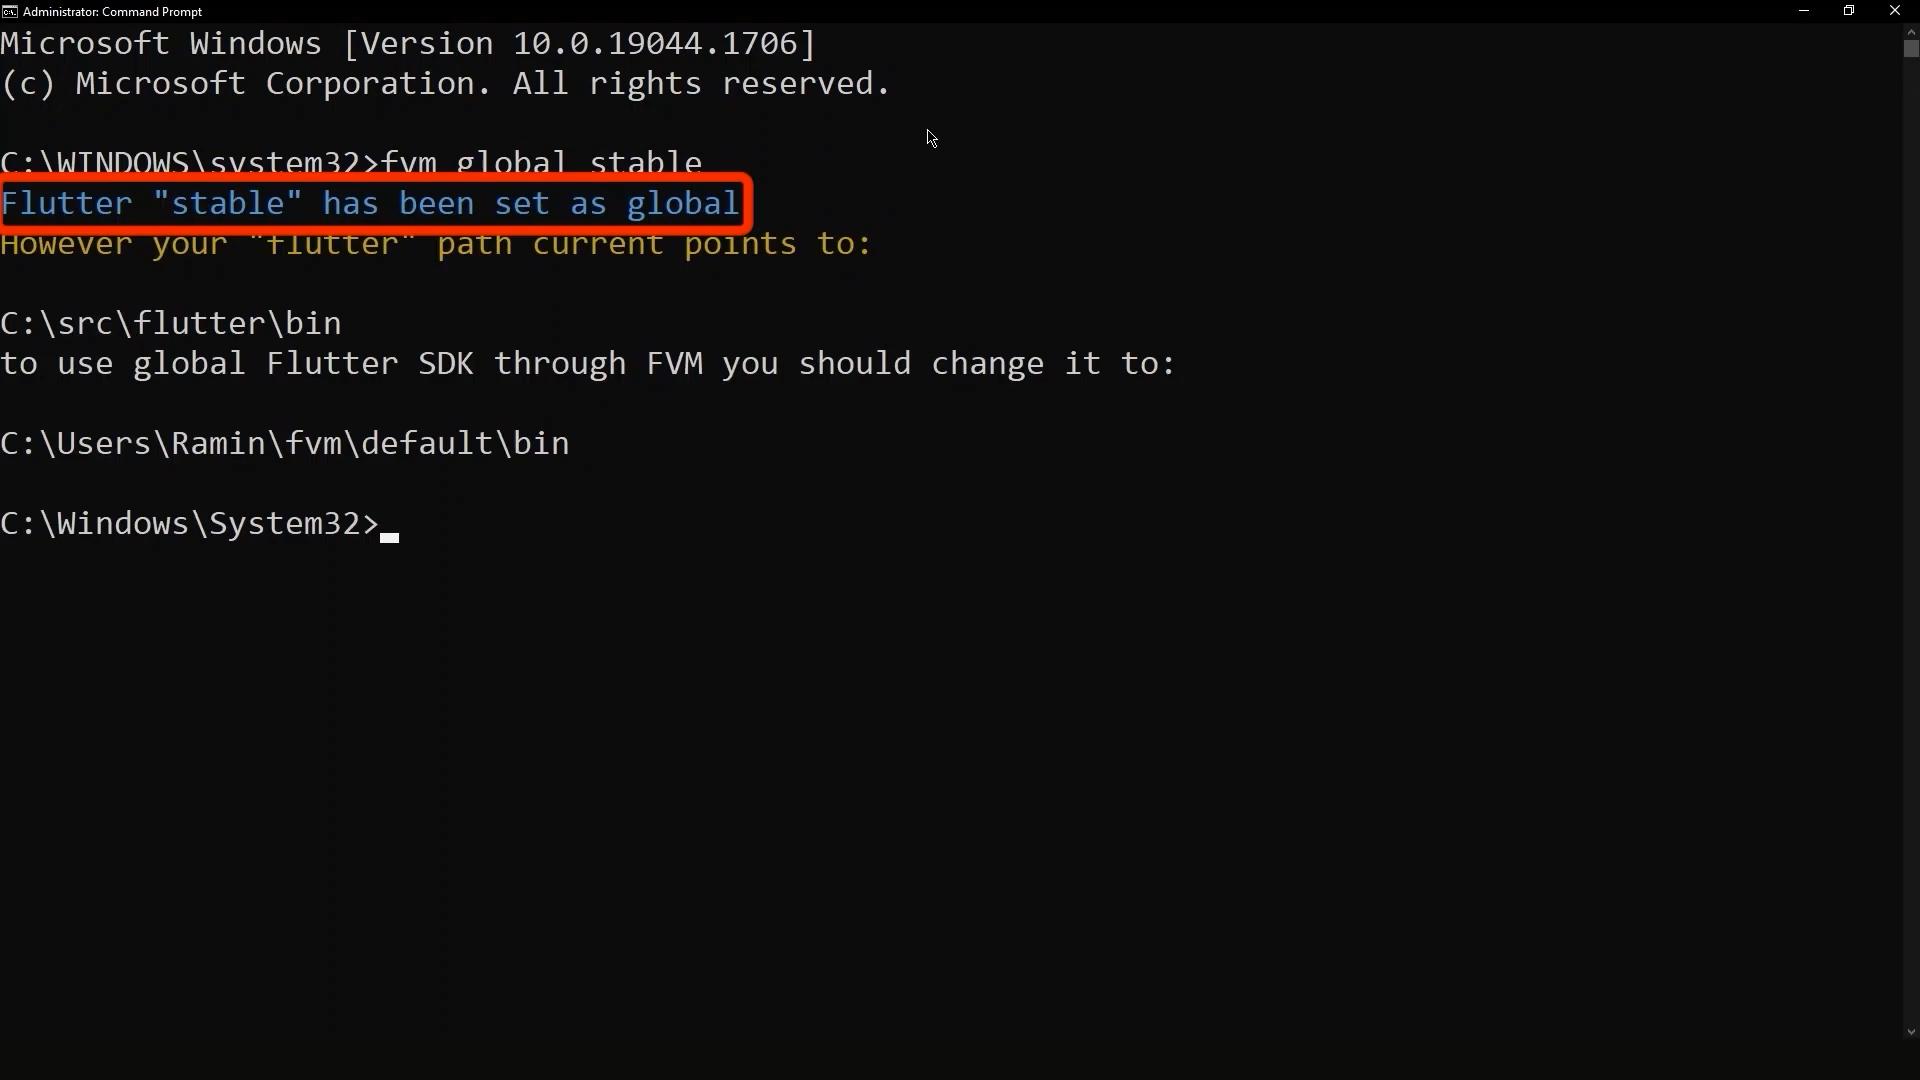 Administrator: Command Prompt
Microsoft Windows [Version 10.0.19044.1706]
(c) Microsoft Corporation. All rights reserved.
C:\WINDOWS\system32>fvm global stable
Flutter "stable" has been set as global
However your "flutter" path current points to:
C:\src\flutter\bin
to use global Flutter SDK through FVM you should change it to:
C:\Users\Ramin\fvm\default\bin
C:\Windows\System32>